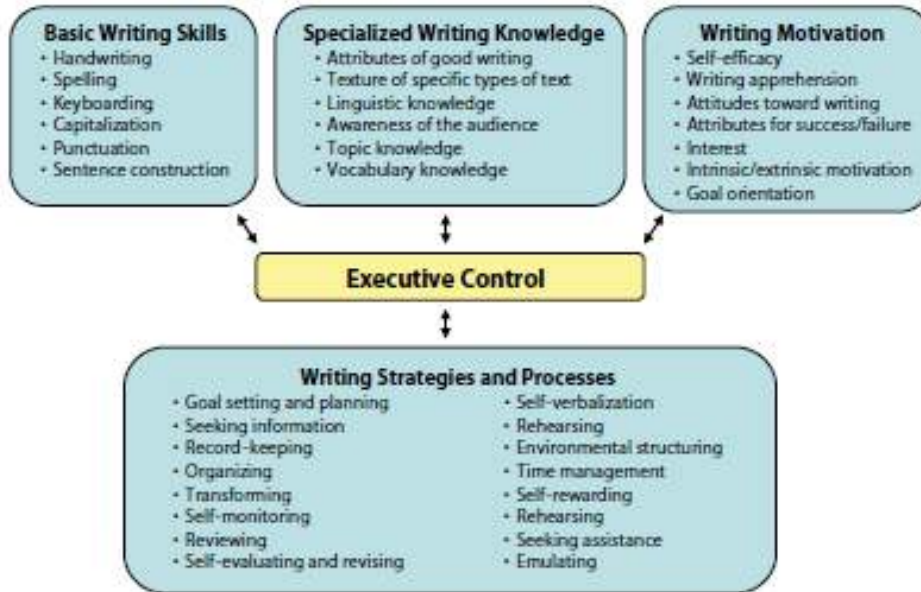 Basic Writing Skills
• Handwriting
• Spelling
• Keyboarding
• Capitalization
• Punctuation
• Sentence construction
Specialized Writing Knowledge
• Attributes of good writing
• Texture of specific types of text
• Linguistic knowledge
• Awareness of the audience
• Topic knowledge
• Vocabulary knowledge
Writing Motivation
• Self-efficacy
• Writing apprehension
• Attitudes toward writing
• Attributes for success/failure
• Interest
• Intrinsic/extrinsic motivation
• Goal orientation
Executive Control
Writing Strategies and Processes
• Goal setting and planning
• Seeking information
• Record-keeping
• Organizing
• Transforming
• Self-monitoring
• Reviewing
• Self-evaluating and revising
• Self-verbalization
• Rehearsing
• Environmental structuring
• Time management
• Self-rewarding
• Rehearsing
• Seeking assistance
• Emulating